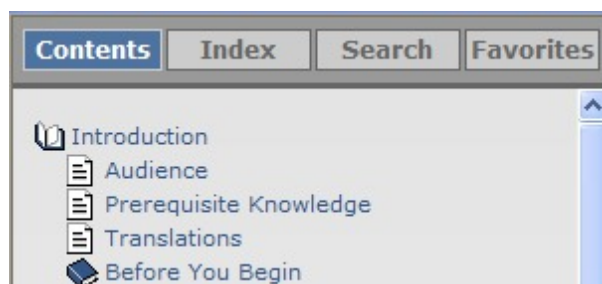 Contents Index Search Favorites
Introduction
Audience
Prerequisite Knowledge
Translations
Before You Begin